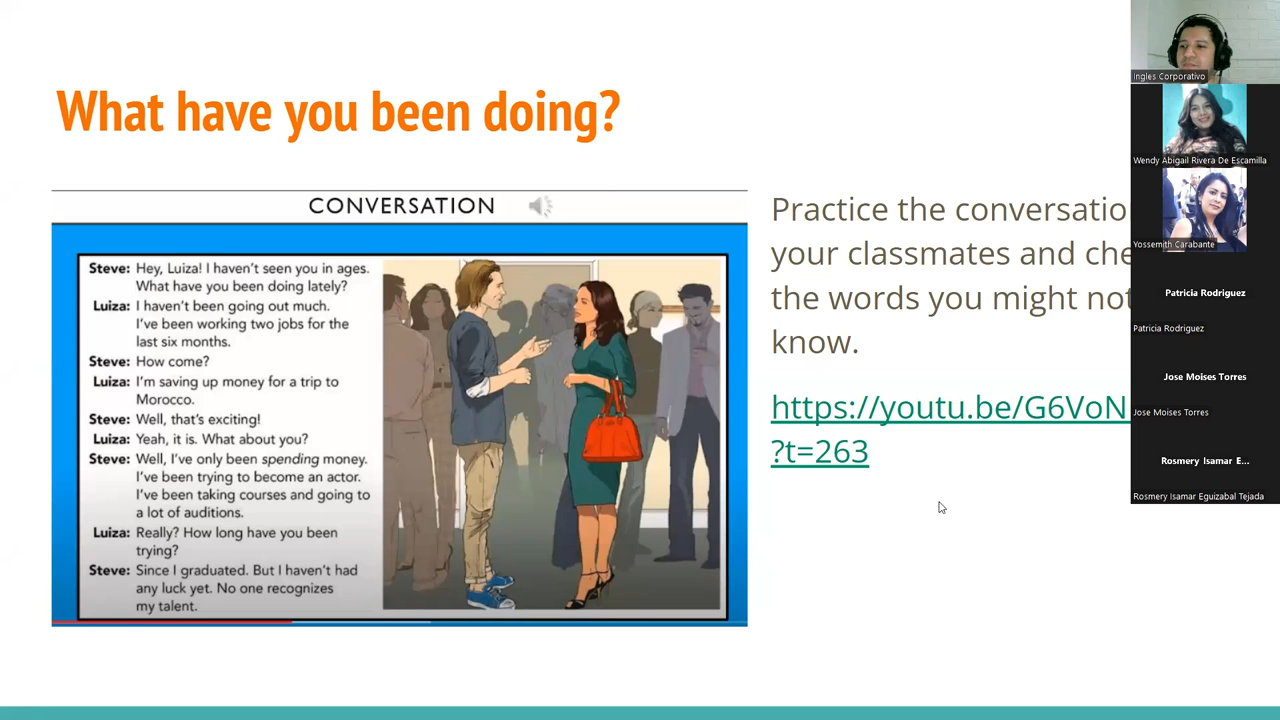 What have you been doing?
CONVERSATION
Steve: Hey, Luiza! I haven't seen you in ages.
What have you been doing lately?
Luiza: I haven't been going out much.
I've been working two jobs for the
last six months.
Steve: How come?
Luiza: I'm saving up money for a trip to
Morocco.
Steve: Well, that's exciting!
Luiza: Yeah, it is. What about you?
Steve: Well, I've only been spending money.
I've been trying to become an actor.
I've been taking courses and going to
a lot of auditions.
Luiza: Really? How long have you been
trying?
Steve: Since I graduated. But I haven't had
any luck yet. No one recognizes
my talent.
Practice the conversatio
your classmates and che
the words you might not
know.
https://youtu.be/G6VoN
?t=263
Ingles Corporativo
Wendy Abigail Rivera De Escamilla
Yossemith Carabante
Patricia Rodriguez
Patricia Rodriguez
Jose Moises Torres
Jose Moises Torres
Rosmery Isamar E...
Rosmery Isamar Eguizabal Tejada